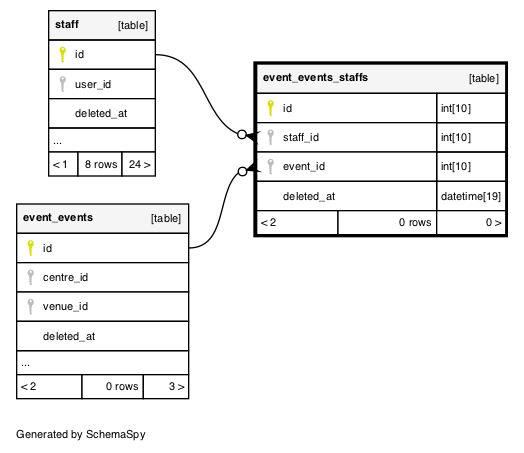 staff [table]
id
user_id
deleted_at
...
< 1 8 rows 24 >
event_events_staffs [table]
id int[10]
staff_id int[10]
event_id int[10]
deleted_at datetime[19]
< 2 0 rows 0 >
event_events [table]
id
centre_id
venue_id
deleted_at
...
< 2 0 rows 3 >
Generated by SchemaSpy